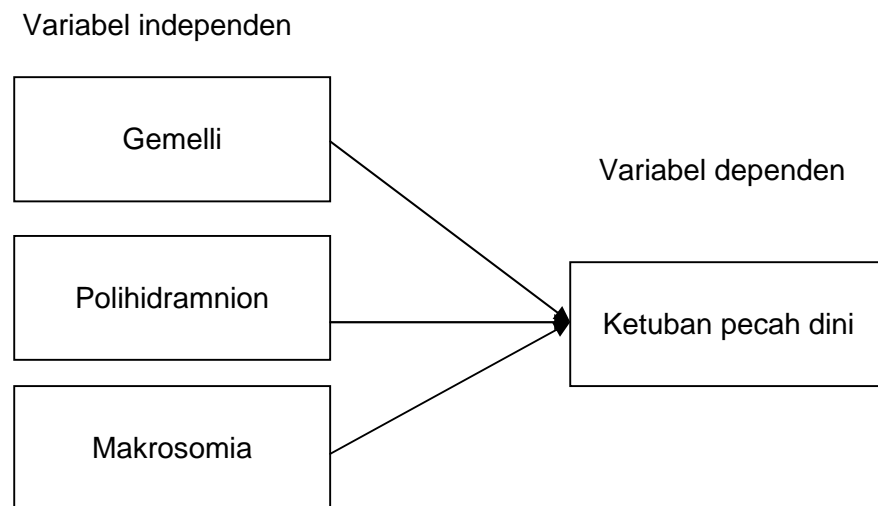 Variabel independen
Gemelli
Variabel dependen
Polihidramnion
Ketuban pecah dini
Makrosomia